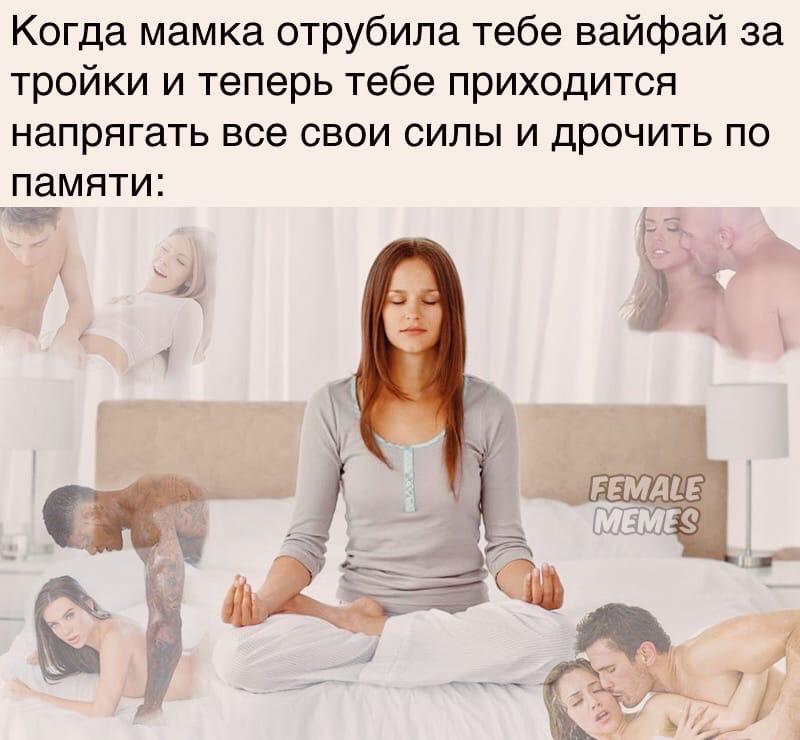 Когда мамка отрубила тебе вайфай за
тройки и теперь тебе приходится
напрягать все свои силы и дрочить по
памяти:
FEMALE
MEMES